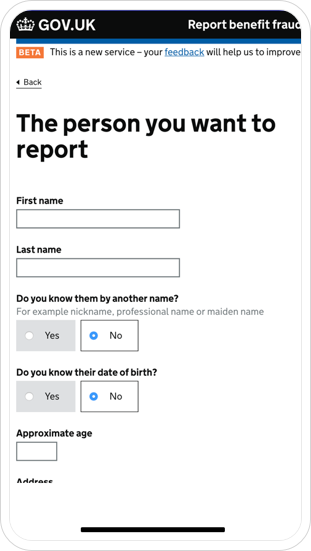 GOV.UK Report benefit fraud
BETA This is a new service – your feedback will help us to improve
Back
The person you want to
report
First name
Last name
Do you know them by another name?
For example nickname, professional name or maiden name
Yes No
Do you know their date of birth?
Yes No
Approximate age
Address